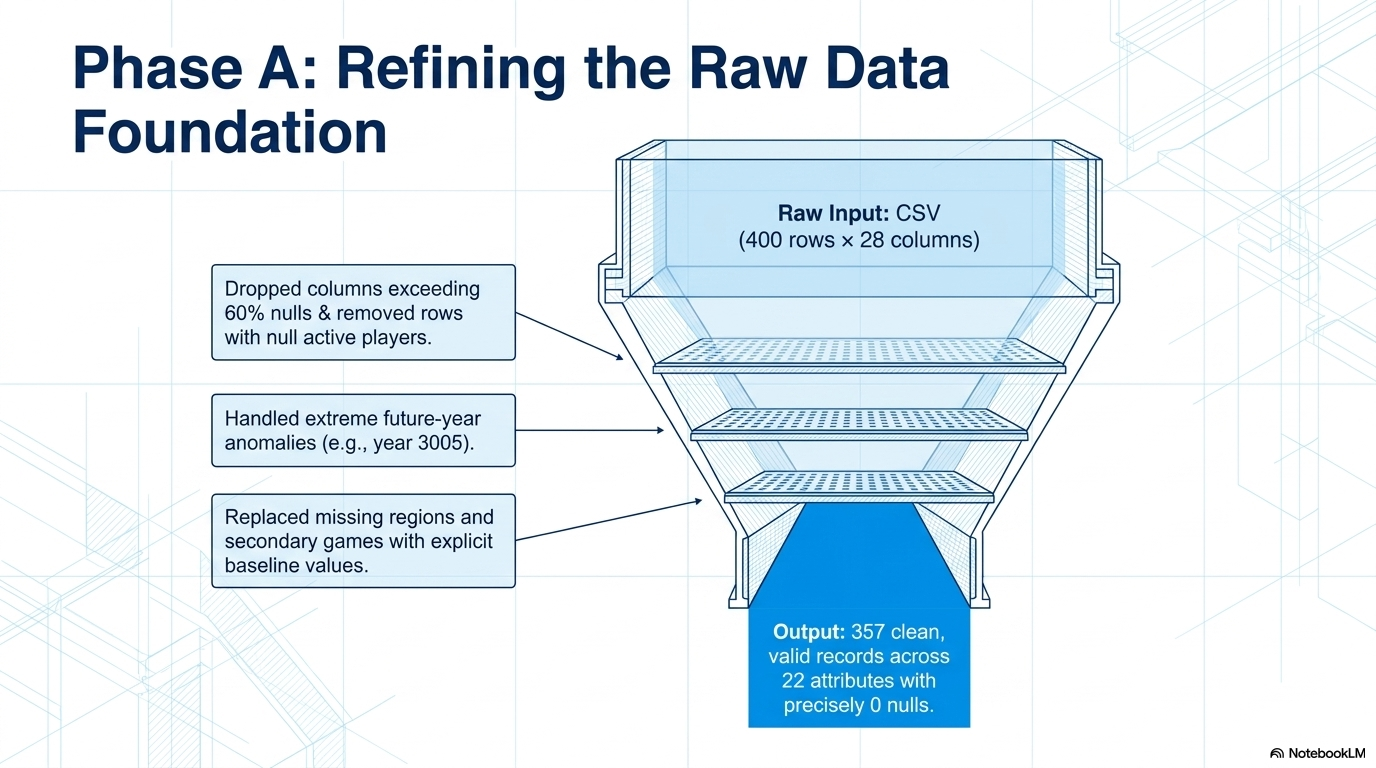 Phase A: Refining the Raw Data
Foundation
Raw Input: CSV
(400 rows × 28 columns)
Dropped columns exceeding
60% nulls & removed rows
with null active players.
Handled extreme future-year
anomalies (e.g., year 3005).
Replaced missing regions and
secondary games with explicit
baseline values.
Output: 357 clean,
valid records across
22 attributes with
precisely 0 nulls.
NotebookLM